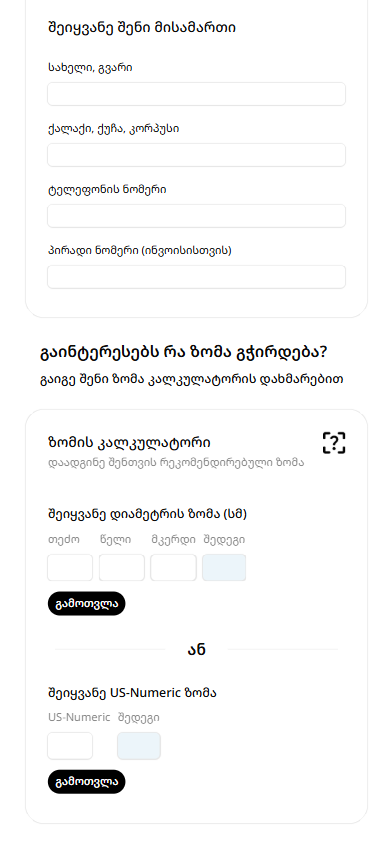 შეიყვანე შენი მისამართი
სახელი, გვარი
ქალაქი, ქუჩა, კორპუსი
ტელეფონის ნომერი
პირადი ნომერი (ინვოისისთვის)
გაინტერესებს რა ზომა გჭირდება?
გაიგე შენი ზომა კალკულატორის დახმარებით
ზომის კალკულატორი
დაადგინე შენთვის რეკომენდირებული ზომა
შეიყვანე დიამეტრის ზომა (სმ)
თეძო წელი მკერდი შედეგი
გამოთვლა
ან
შეიყვანე US-Numeric ზომა
US-Numeric შედეგი
გამოთვლა